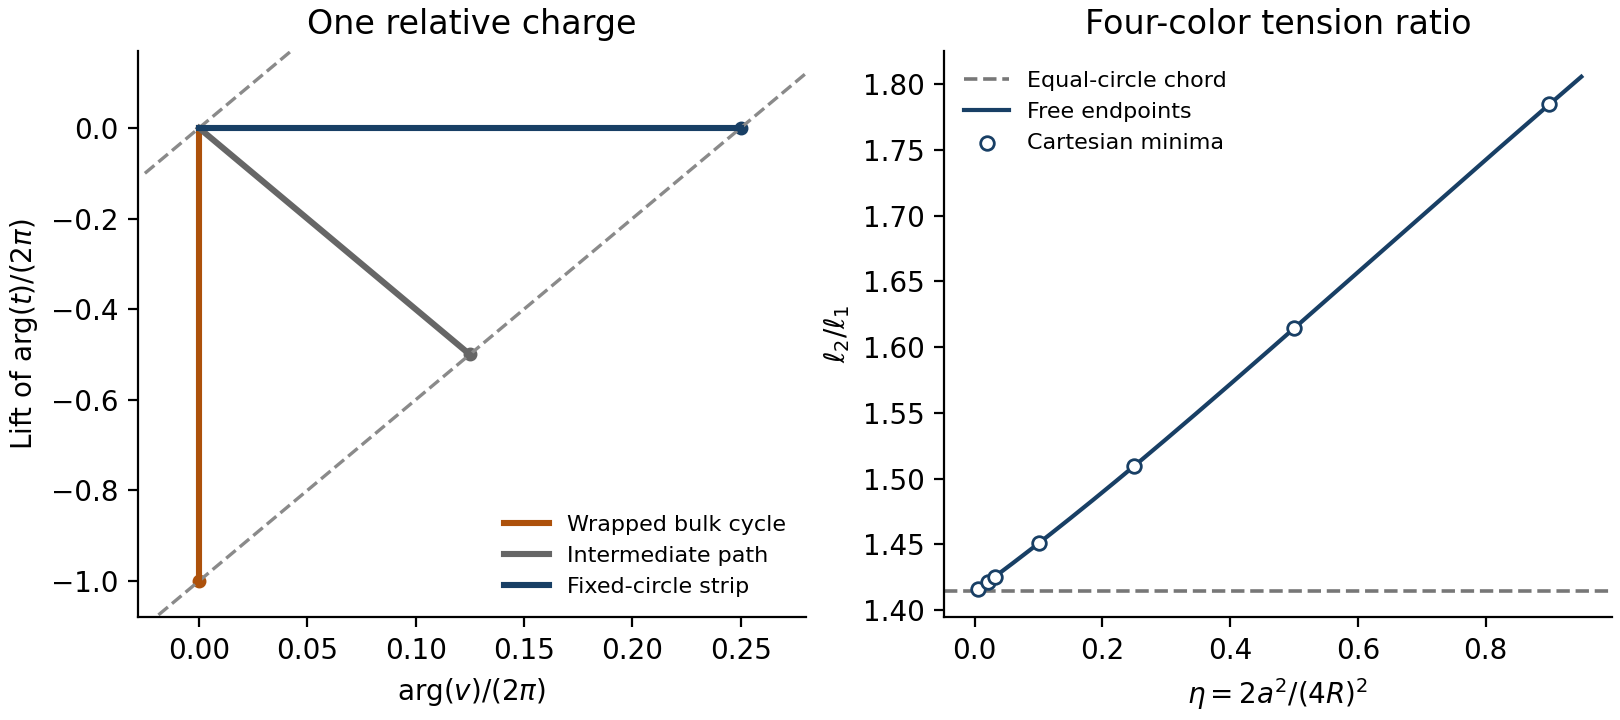 One relative charge
0.0
−0.2
−0.4
−0.6
−0.8
−1.0
Lift of arg(t)/(2π)
Wrapped bulk cycle
Intermediate path
Fixed-circle strip
0.00 0.05 0.10 0.15 0.20 0.25
arg(v)/(2π)
Four-color tension ratio
1.80
1.75
1.70
1.65
1.60
1.55
1.50
1.45
1.40
ℓ₂/ℓ₁
Equal-circle chord
Free endpoints
Cartesian minima
0.0 0.2 0.4 0.6 0.8
η = 2a²/(4R)²